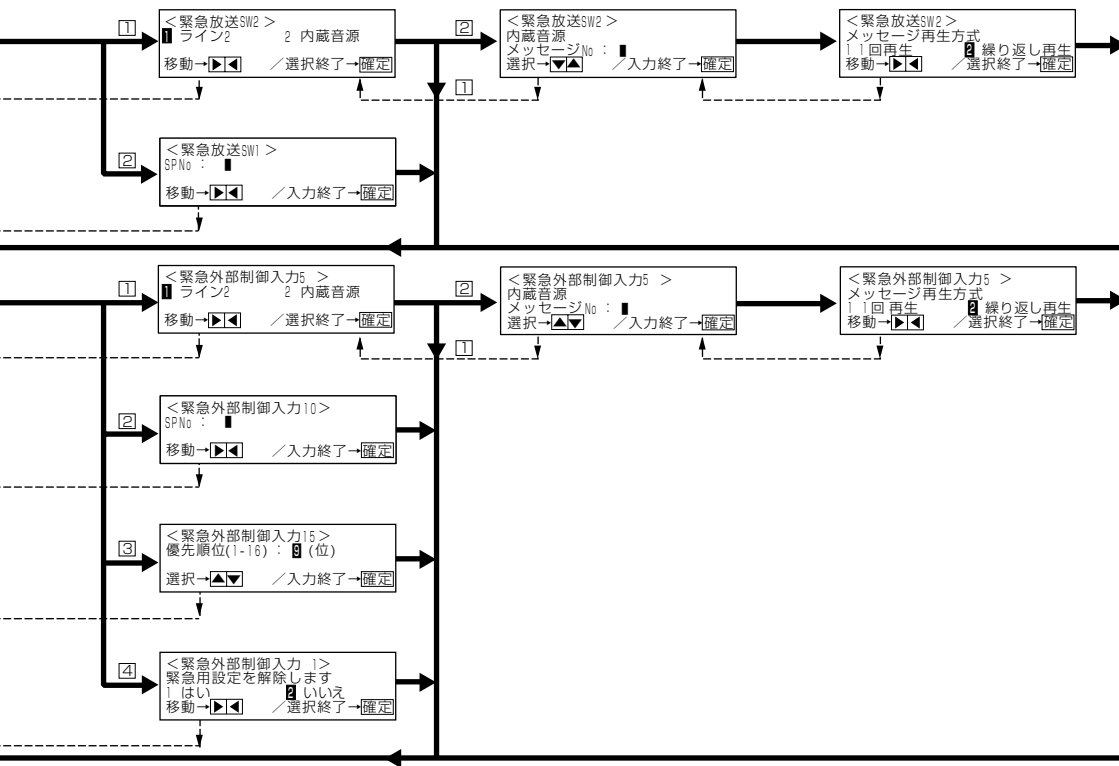 1
<緊急放送SW2>
1 ライン2 2 内蔵音源
移動→▶◀ /選択終了→確定
2
<緊急放送SW2>
内蔵音源
メッセージNo : ■
選択→▼▲ /入力終了→確定
<緊急放送SW2>
メッセージ再生方式
1 1回再生 2 繰り返し再生
移動→▶◀ /選択終了→確定
1
2
<緊急放送SW1>
SPNo : ■
移動→▶◀ /入力終了→確定
1
<緊急外部制御入力5 >
1 ライン2 2 内蔵音源
移動→▶◀ /選択終了→確定
2
<緊急外部制御入力5 >
内蔵音源
メッセージNo : ■
選択→▲▼ /入力終了→確定
<緊急外部制御入力5 >
メッセージ再生方式
1 1回再生 2 繰り返し再生
移動→▶◀ /選択終了→確定
1
2
<緊急外部制御入力10>
SPNo : ■
移動→▶◀ /入力終了→確定
3
<緊急外部制御入力15>
優先順位(1-16) : 9 (位)
選択→▲▼ /入力終了→確定
4
<緊急外部制御入力 1>
緊急用設定を解除します
1 はい 2 いいえ
移動→▶◀ /選択終了→確定